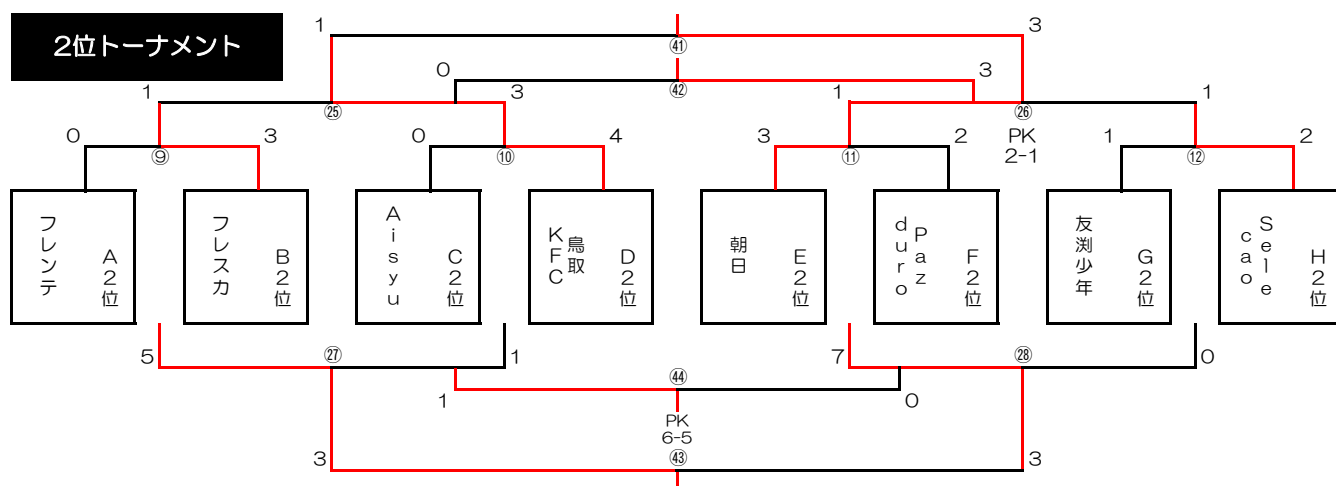 2位トーナメント
1
㊶
3
0
㊷
3
1
㉕
3
1
㉖
1
PK
2-1
0
⑨
3
0
⑩
4
3
⑪
2
1
⑫
2
フレンテ
A2位
フレスカ
B2位
Aisyu
C2位
鳥取
KFC
D2位
朝日
E2位
Paz
duro
F2位
友渕少年
G2位
Sele
cao
H2位
5
㉗
1
7
㉘
0
1
㊹
0
PK
6-5
3
㊸
3